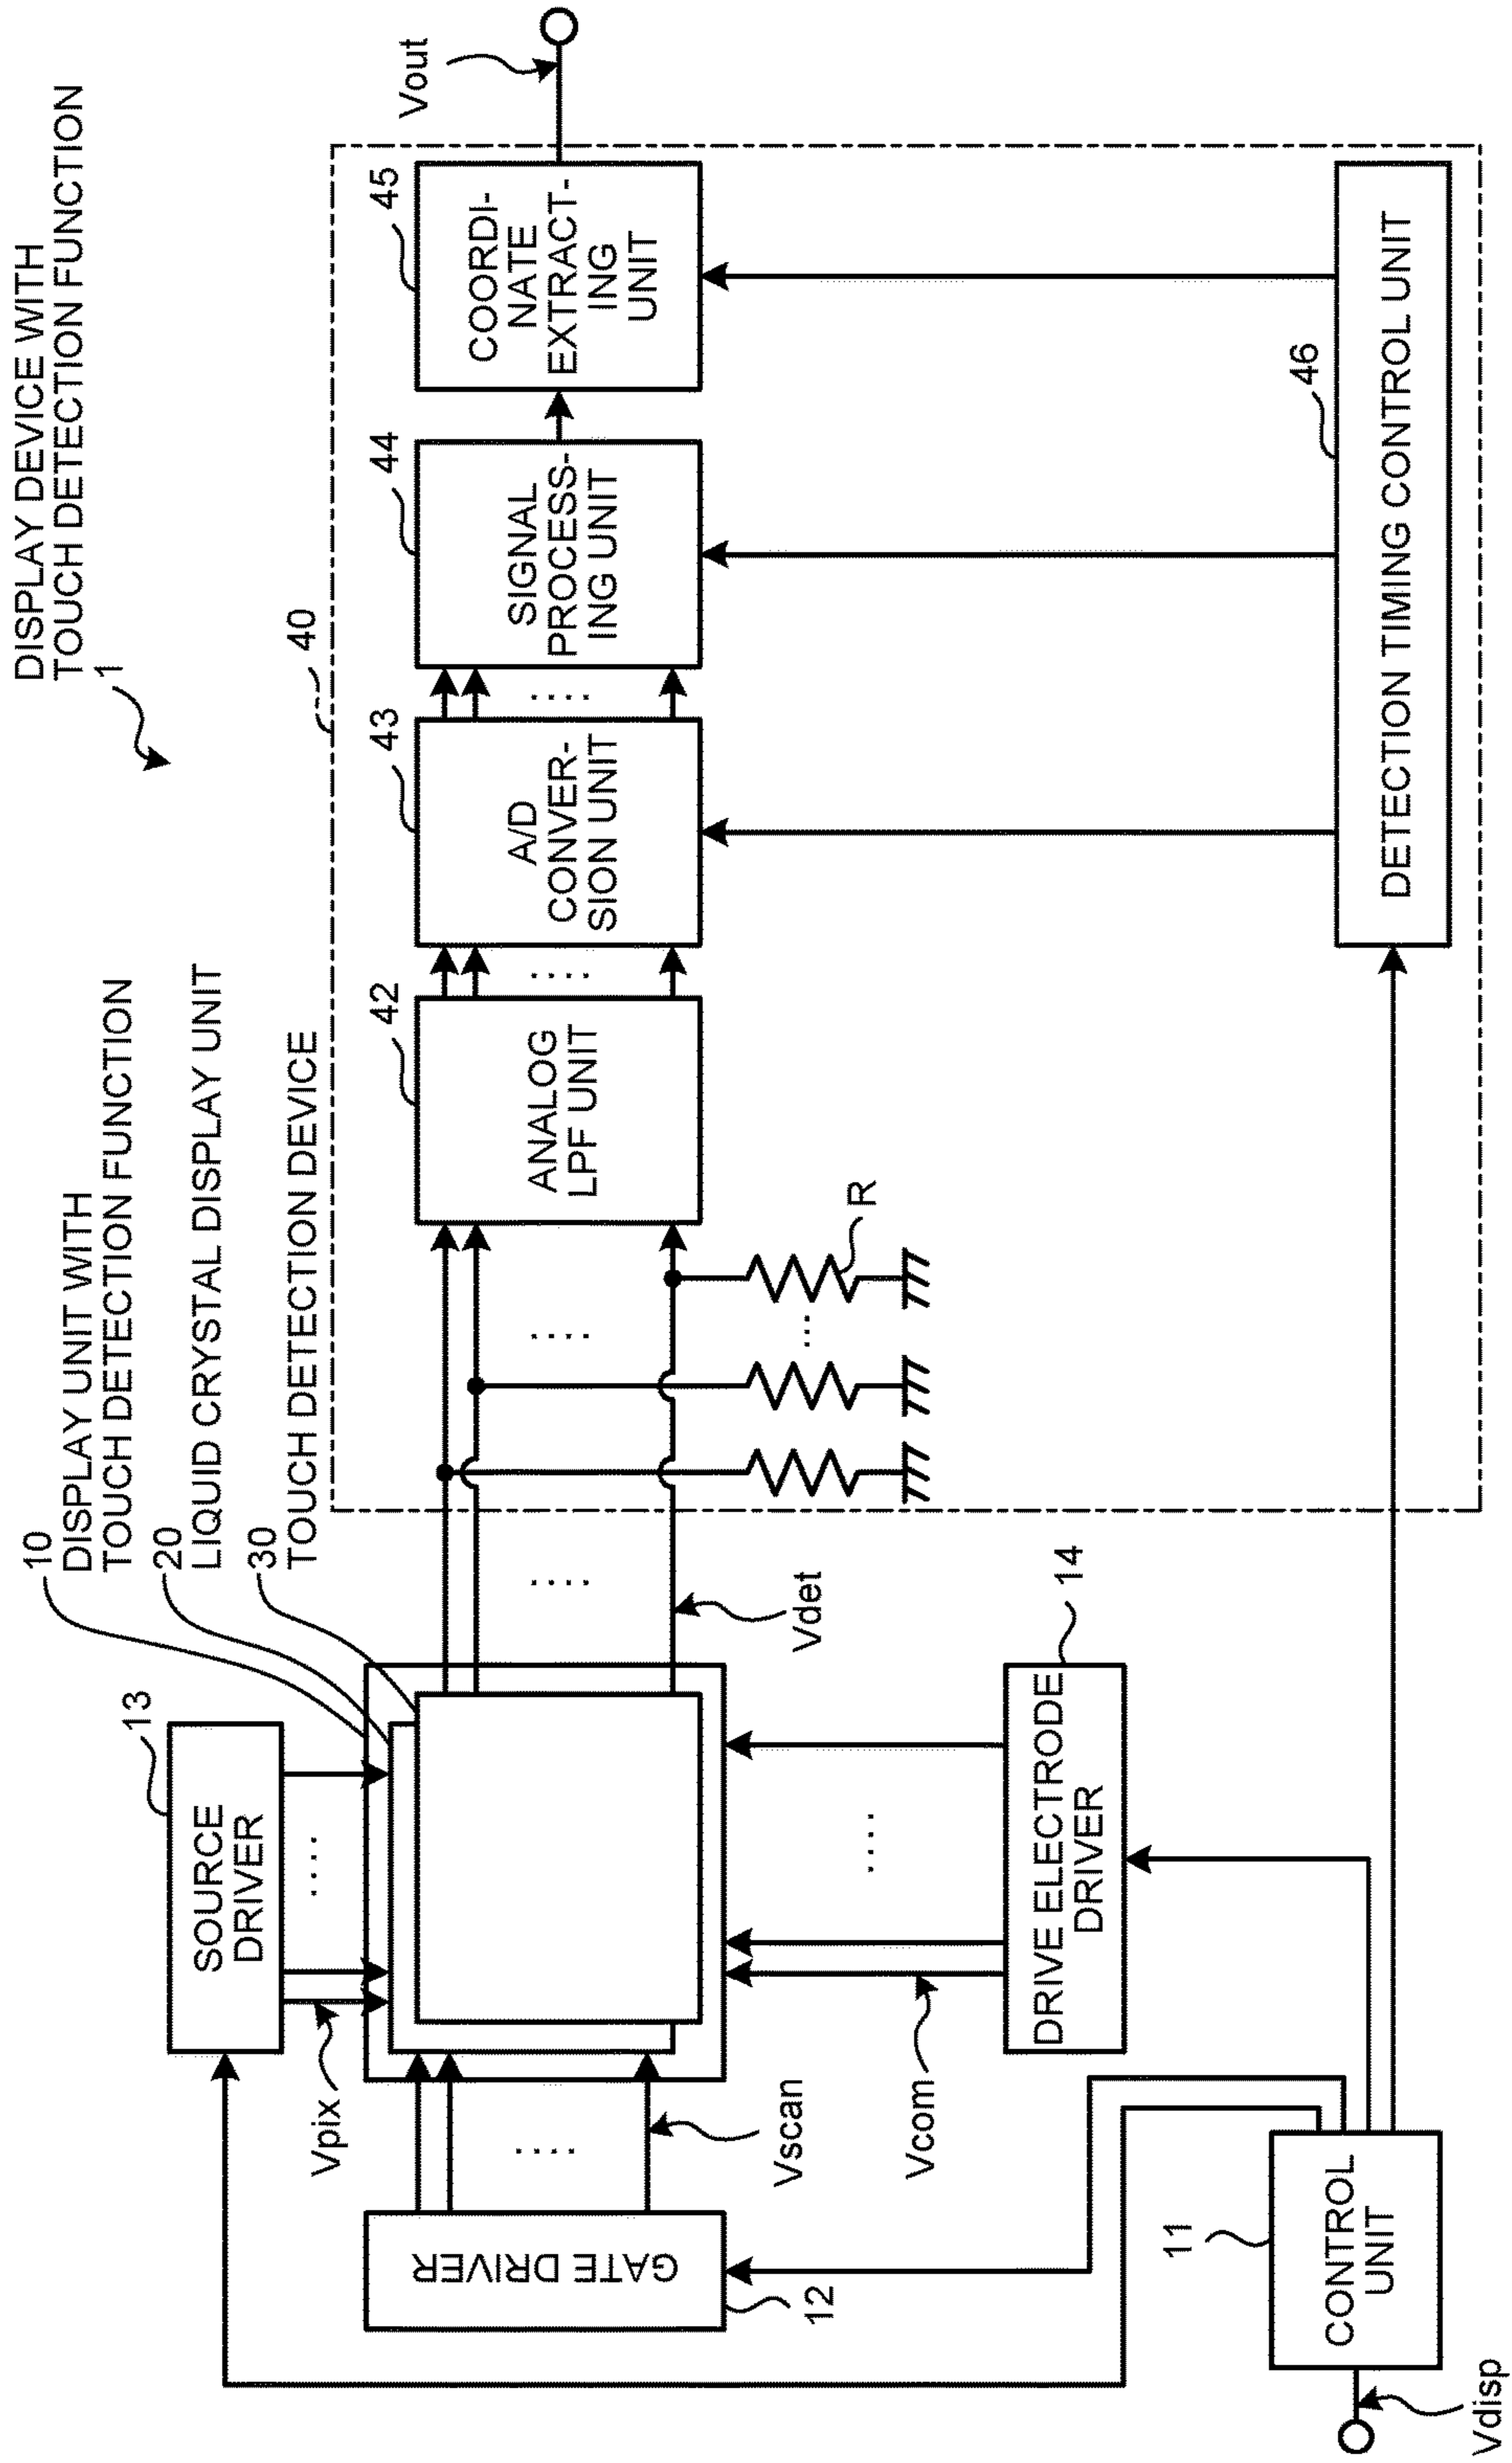 DISPLAY DEVICE WITH
TOUCH DETECTION FUNCTION
1
10
DISPLAY UNIT WITH
TOUCH DETECTION FUNCTION
20
LIQUID CRYSTAL DISPLAY UNIT
30
TOUCH DETECTION DEVICE
13
SOURCE
DRIVER
Vpix
....
40
42
ANALOG
LPF UNIT
43
A/D
CONVER-
SION UNIT
44
SIGNAL
PROCESS-
ING UNIT
45
COORDI-
NATE
EXTRACT-
ING
UNIT
Vout
GATE DRIVER
12
....
Vscan
....
Vdet
....
....
....
R
...
Vcom
....
14
DRIVE ELECTRODE
DRIVER
46
DETECTION TIMING CONTROL UNIT
11
CONTROL
UNIT
Vdisp